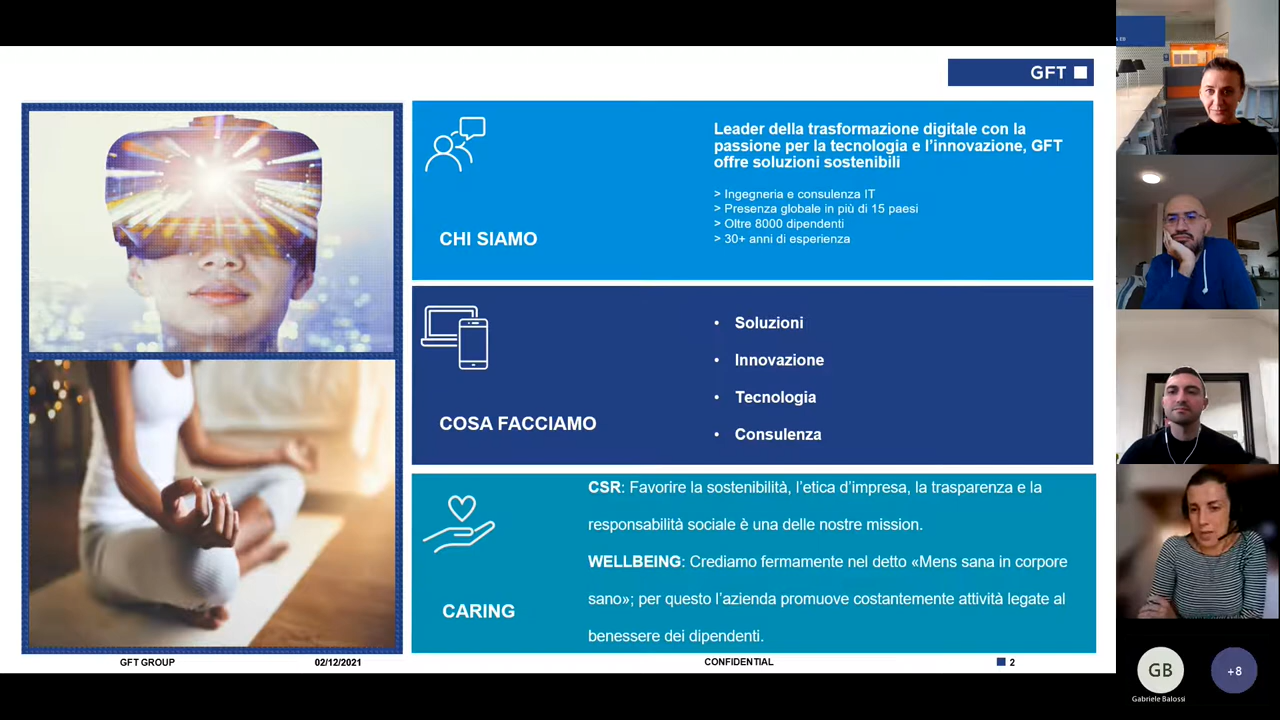 GFT
Leader della trasformazione digitale con la
passione per la tecnologia e l'innovazione, GFT
offre soluzioni sostenibili
> Ingegneria e consulenza IT
> Presenza globale in più di 15 paesi
> Oltre 8000 dipendenti
> 30+ anni di esperienza
CHI SIAMO
• Soluzioni
• Innovazione
• Tecnologia
• Consulenza
COSA FACCIAMO
CSR: Favorire la sostenibilità, l'etica d'impresa, la trasparenza e la
responsabilità sociale è una delle nostre mission.
WELLBEING: Crediamo fermamente nel detto «Mens sana in corpore
sano»; per questo l'azienda promuove costantemente attività legate al
benessere dei dipendenti.
CARING
GFT GROUP 02/12/2021 CONFIDENTIAL 2
GB
+8
Gabriele Balossi